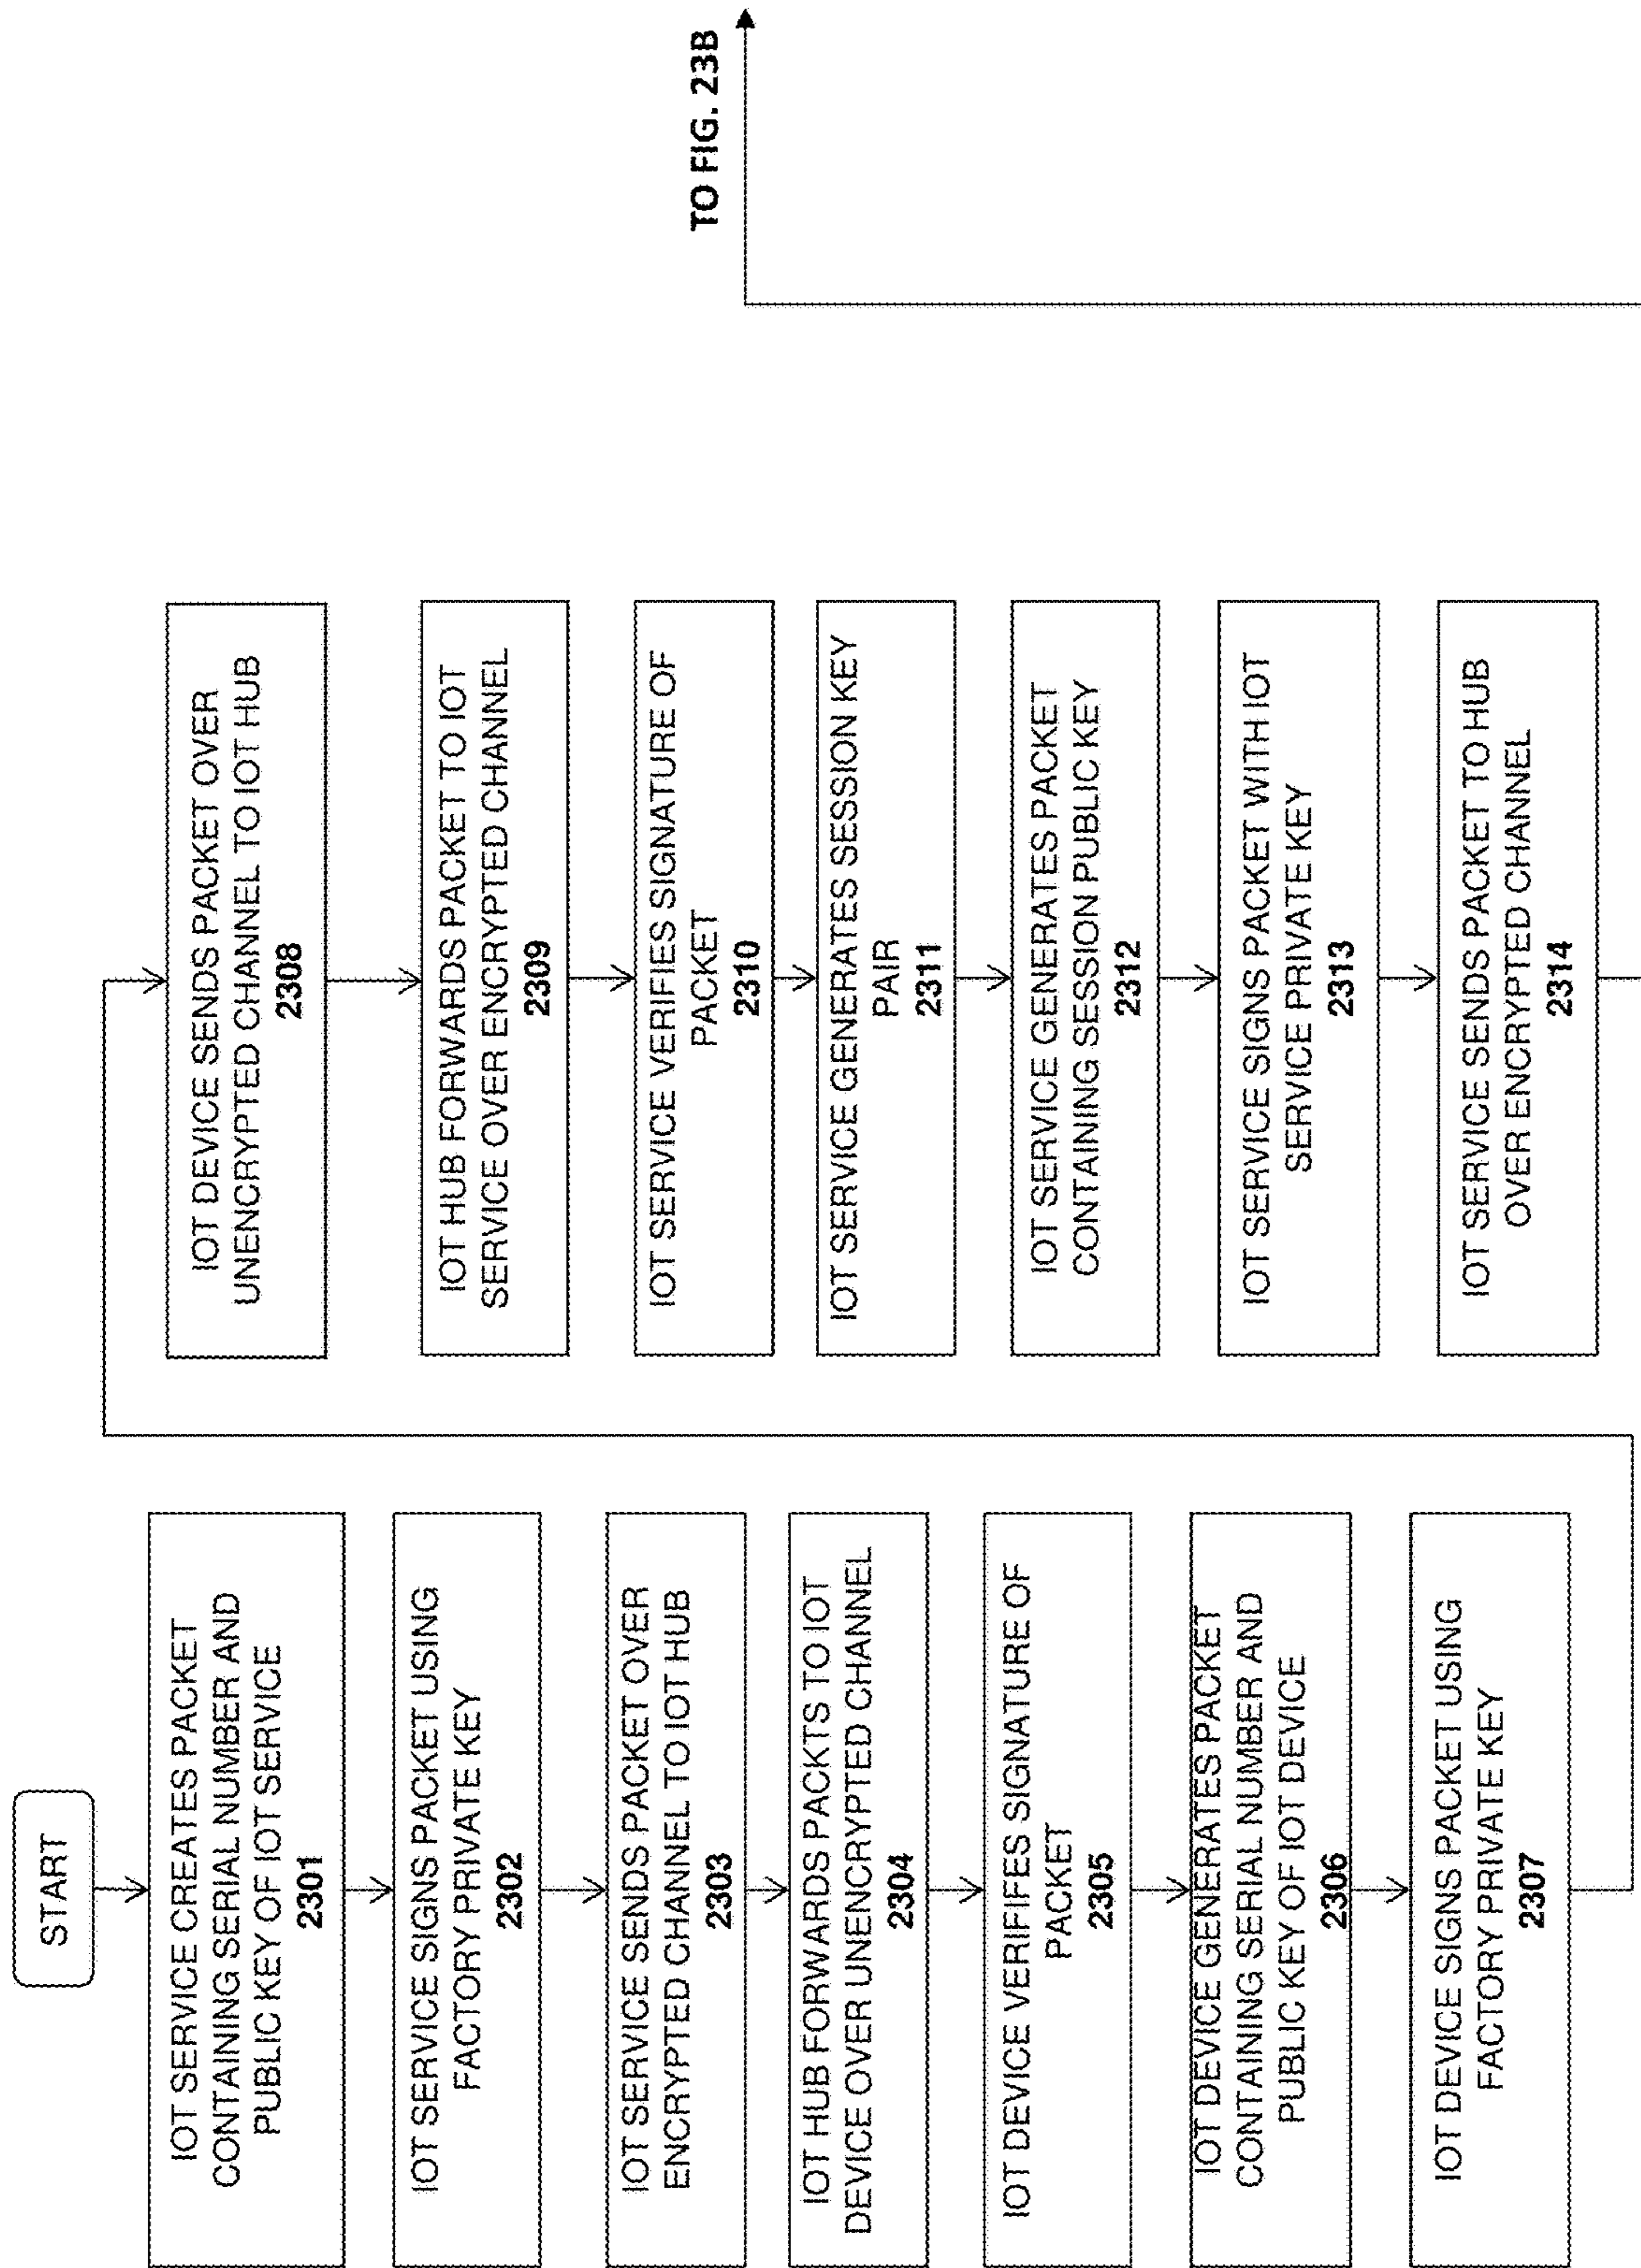 START
IOT SERVICE CREATES PACKET
CONTAINING SERIAL NUMBER AND
PUBLIC KEY OF IOT SERVICE
2301
IOT SERVICE SIGNS PACKET USING
FACTORY PRIVATE KEY
2302
IOT SERVICE SENDS PACKET OVER
ENCRYPTED CHANNEL TO IOT HUB
2303
IOT HUB FORWARDS PACKTS TO IOT
DEVICE OVER UNENCRYPTED CHANNEL
2304
IOT DEVICE VERIFIFES SIGNATURE OF
PACKET
2305
IOT DEVICE GENERATES PACKET
CONTAINING SERIAL NUMBER AND
PUBLIC KEY OF IOT DEVICE
2306
IOT DEVICE SIGNS PACKET USING
FACTORY PRIVATE KEY
2307
IOT DEVICE SENDS PACKET OVER
UNENCRYPTED CHANNEL TO IOT HUB
2308
IOT HUB FORWARDS PACKET TO IOT
SERVICE OVER ENCRYPTED CHANNEL
2309
IOT SERVICE VERIFIES SIGNATURE OF
PACKET
2310
IOT SERVICE GENERATES SESSION KEY
PAIR
2311
IOT SERVICE GENERATES PACKET
CONTAINING SESSION PUBLIC KEY
2312
IOT SERVICE SIGNS PACKET WITH IOT
SERVICE PRIVATE KEY
2313
IOT SERVICE SENDS PACKET TO HUB
OVER ENCRYPTED CHANNEL
2314
TO FIG. 23B